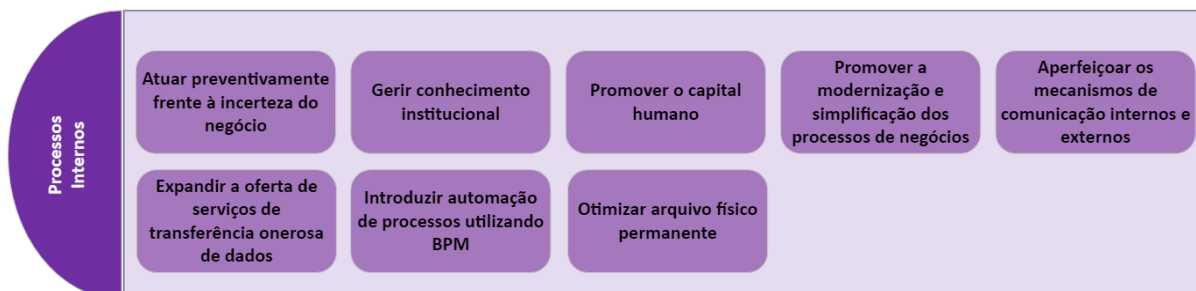 Processos
Internos
Atuar preventivamente
frente à incerteza do
negócio
Gerir conhecimento
institucional
Promover o capital
humano
Promover a
modernização e
simplificação dos
processos de negócios
Aperfeiçoar os
mecanismos de
comunicação internos e
externos
Expandir a oferta de
serviços de
transferência onerosa
de dados
Introduzir automação
de processos utilizando
BPM
Otimizar arquivo físico
permanente